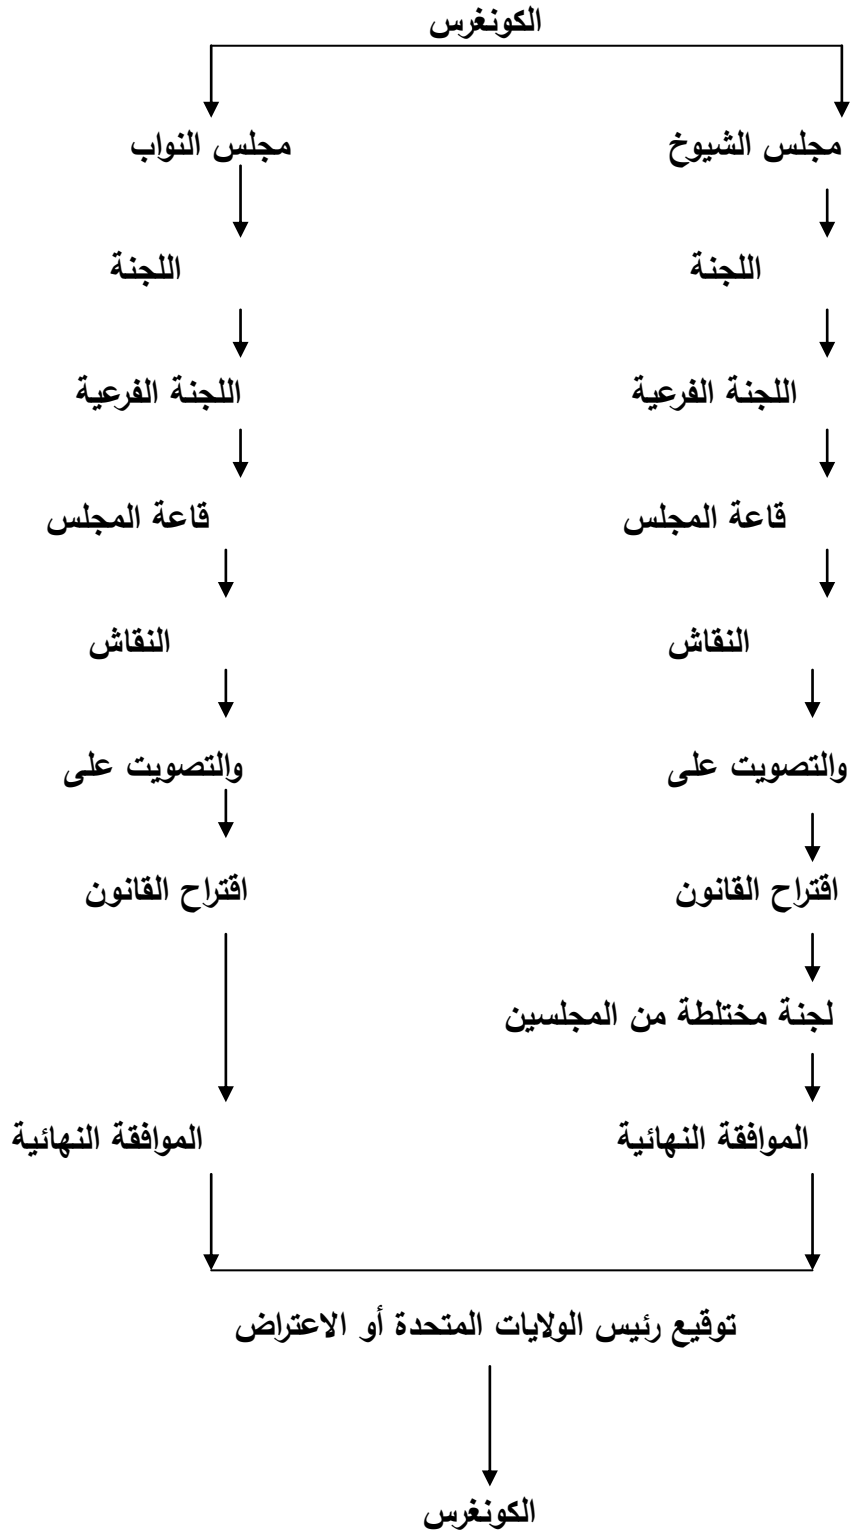 الكونغرس
مجلس الشيوخ
مجلس النواب
اللجنة
اللجنة
اللجنة الفرعية
اللجنة الفرعية
قاعة المجلس
قاعة المجلس
النقاش
النقاش
والتصويت على
والتصويت على
اقتراح القانون
اقتراح القانون
لجنة مختلطة من المجلسين
الموافقة النهائية
الموافقة النهائية
توقيع رئيس الولايات المتحدة أو الاعتراض
الكونغرس